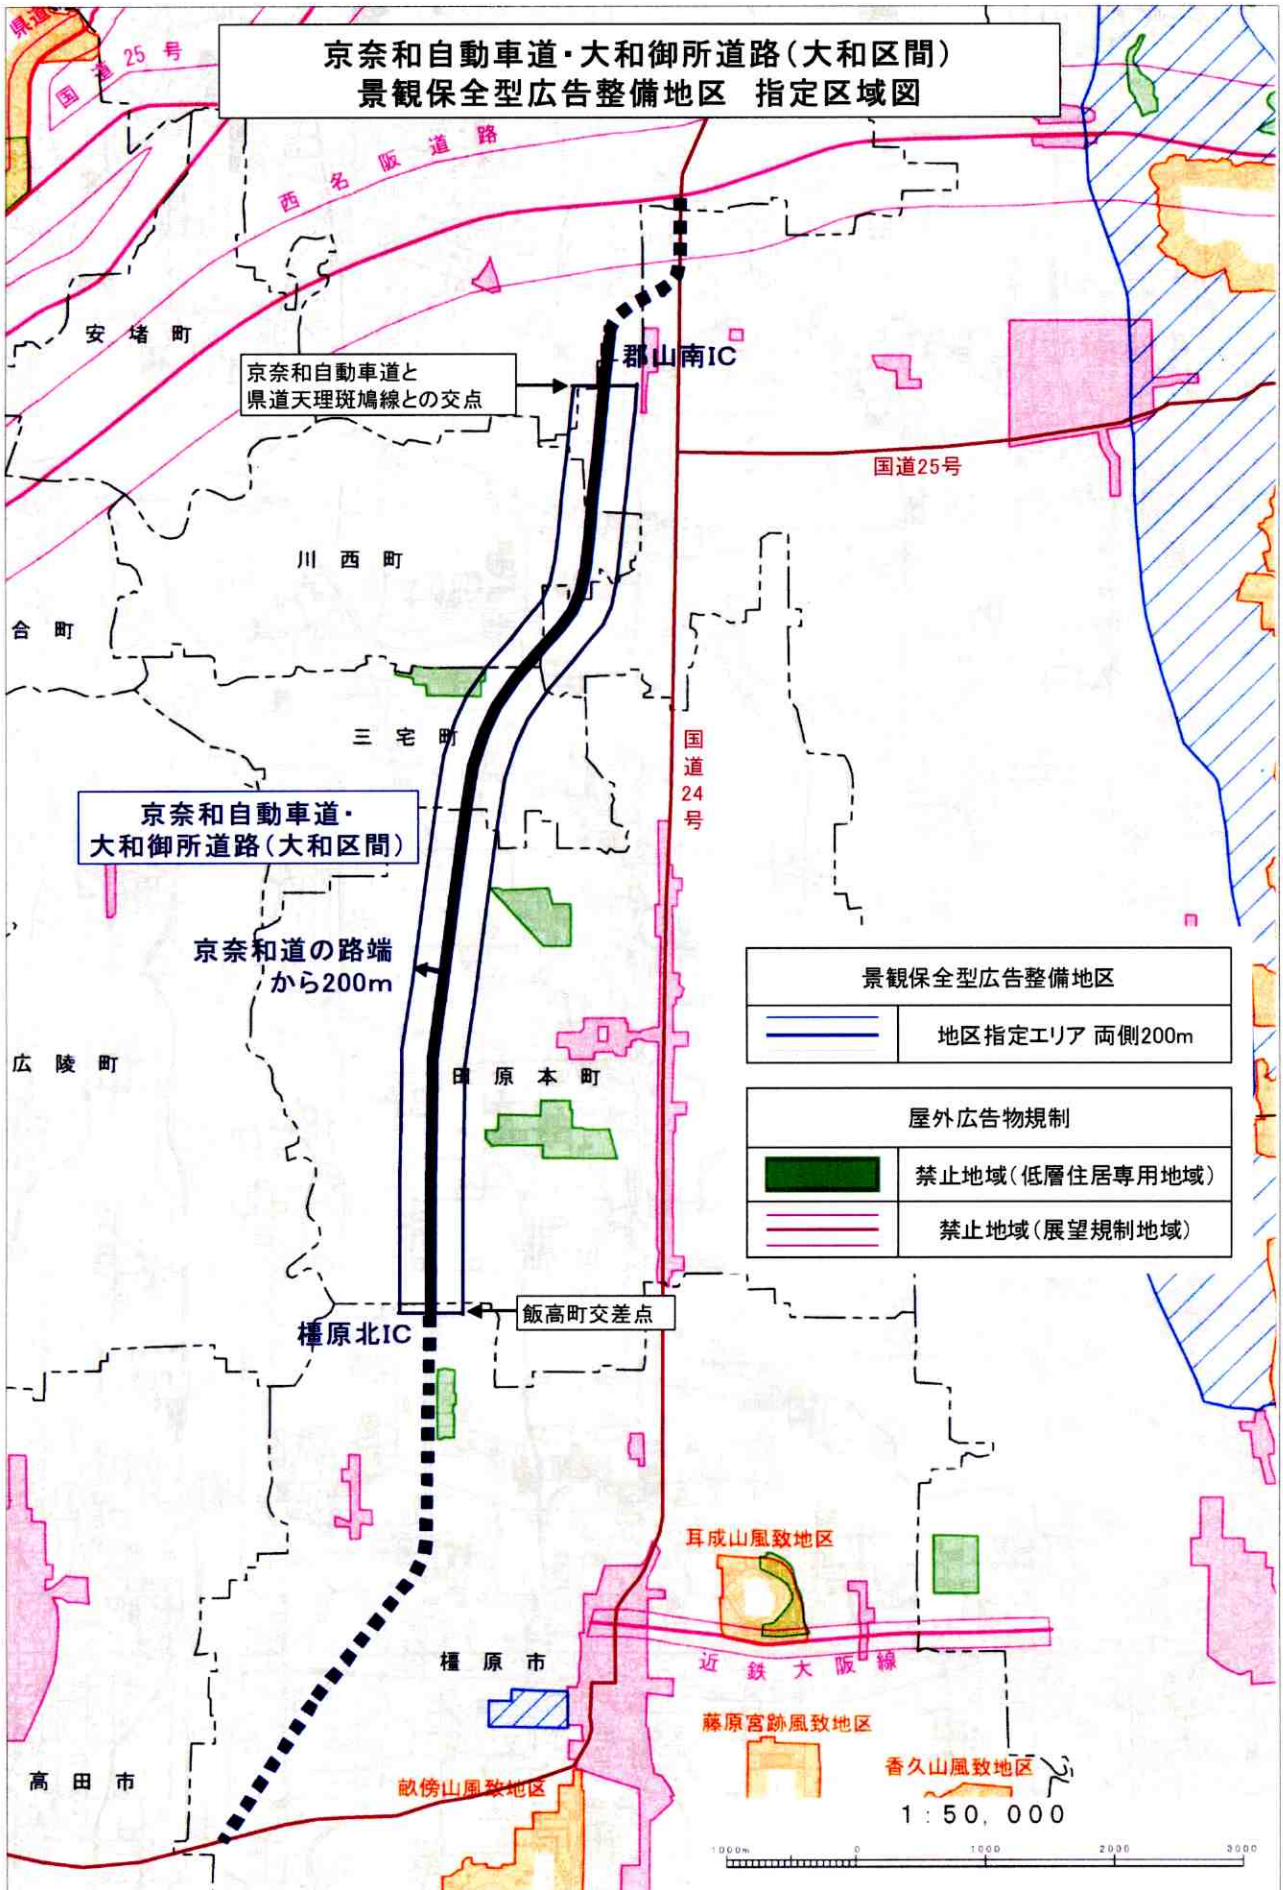 県道
国道25号
京奈和自動車道・大和御所道路(大和区間)
景観保全型広告整備地区 指定区域図
西名阪道路
安堵町
郡山南IC
京奈和自動車道と
県道天理斑鳩線との交点
国道25号
川西町
合町
三宅町
国道24号
京奈和自動車道・
大和御所道路(大和区間)
京奈和道の路端
から200m
景観保全型広告整備地区
地区指定エリア 両側200m
広陵町
田原本町
屋外広告物規制
禁止地域(低層住居専用地域)
禁止地域(展望規制地域)
飯高町交差点
橿原北IC
耳成山風致地区
橿原市
近鉄大阪線
藤原宮跡風致地区
香久山風致地区
高田市
畝傍山風致地区
1:50,000
1000m 0 1000 2000 3000